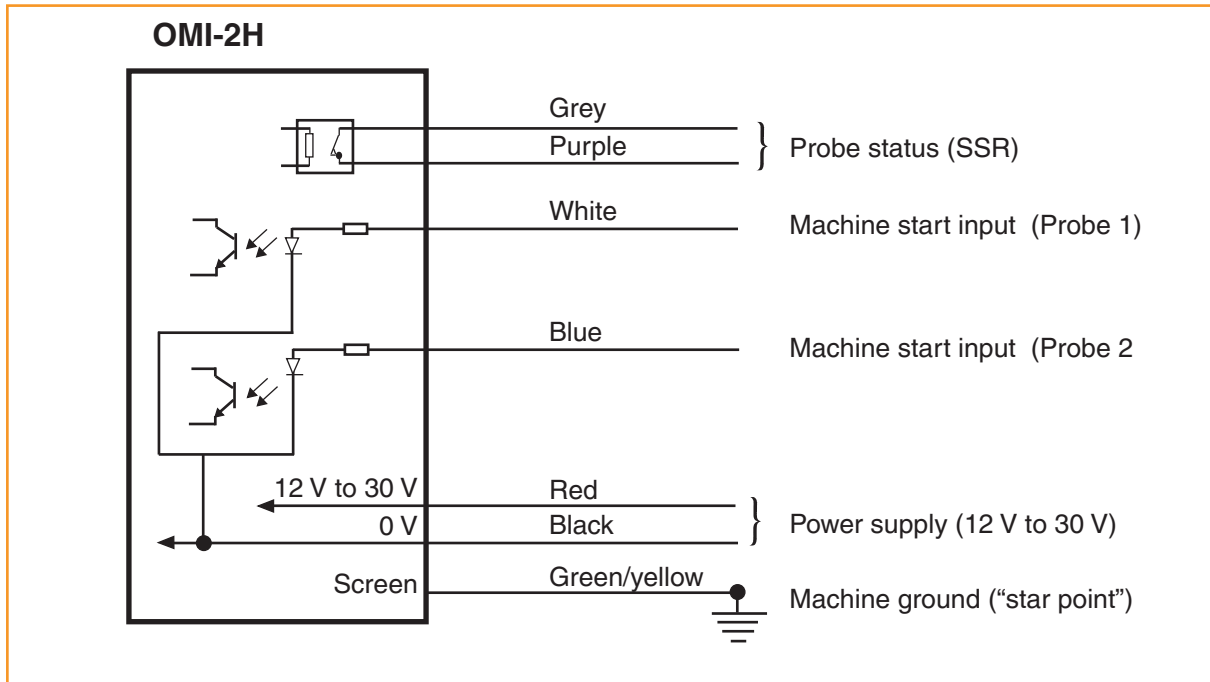 OMI-2H
Grey
Purple
Probe status (SSR)
White
Machine start input (Probe 1)
Blue
Machine start input (Probe 2
12 V to 30 V
Red
0 V
Black
Power supply (12 V to 30 V)
Screen
Green/yellow
Machine ground (“star point”)